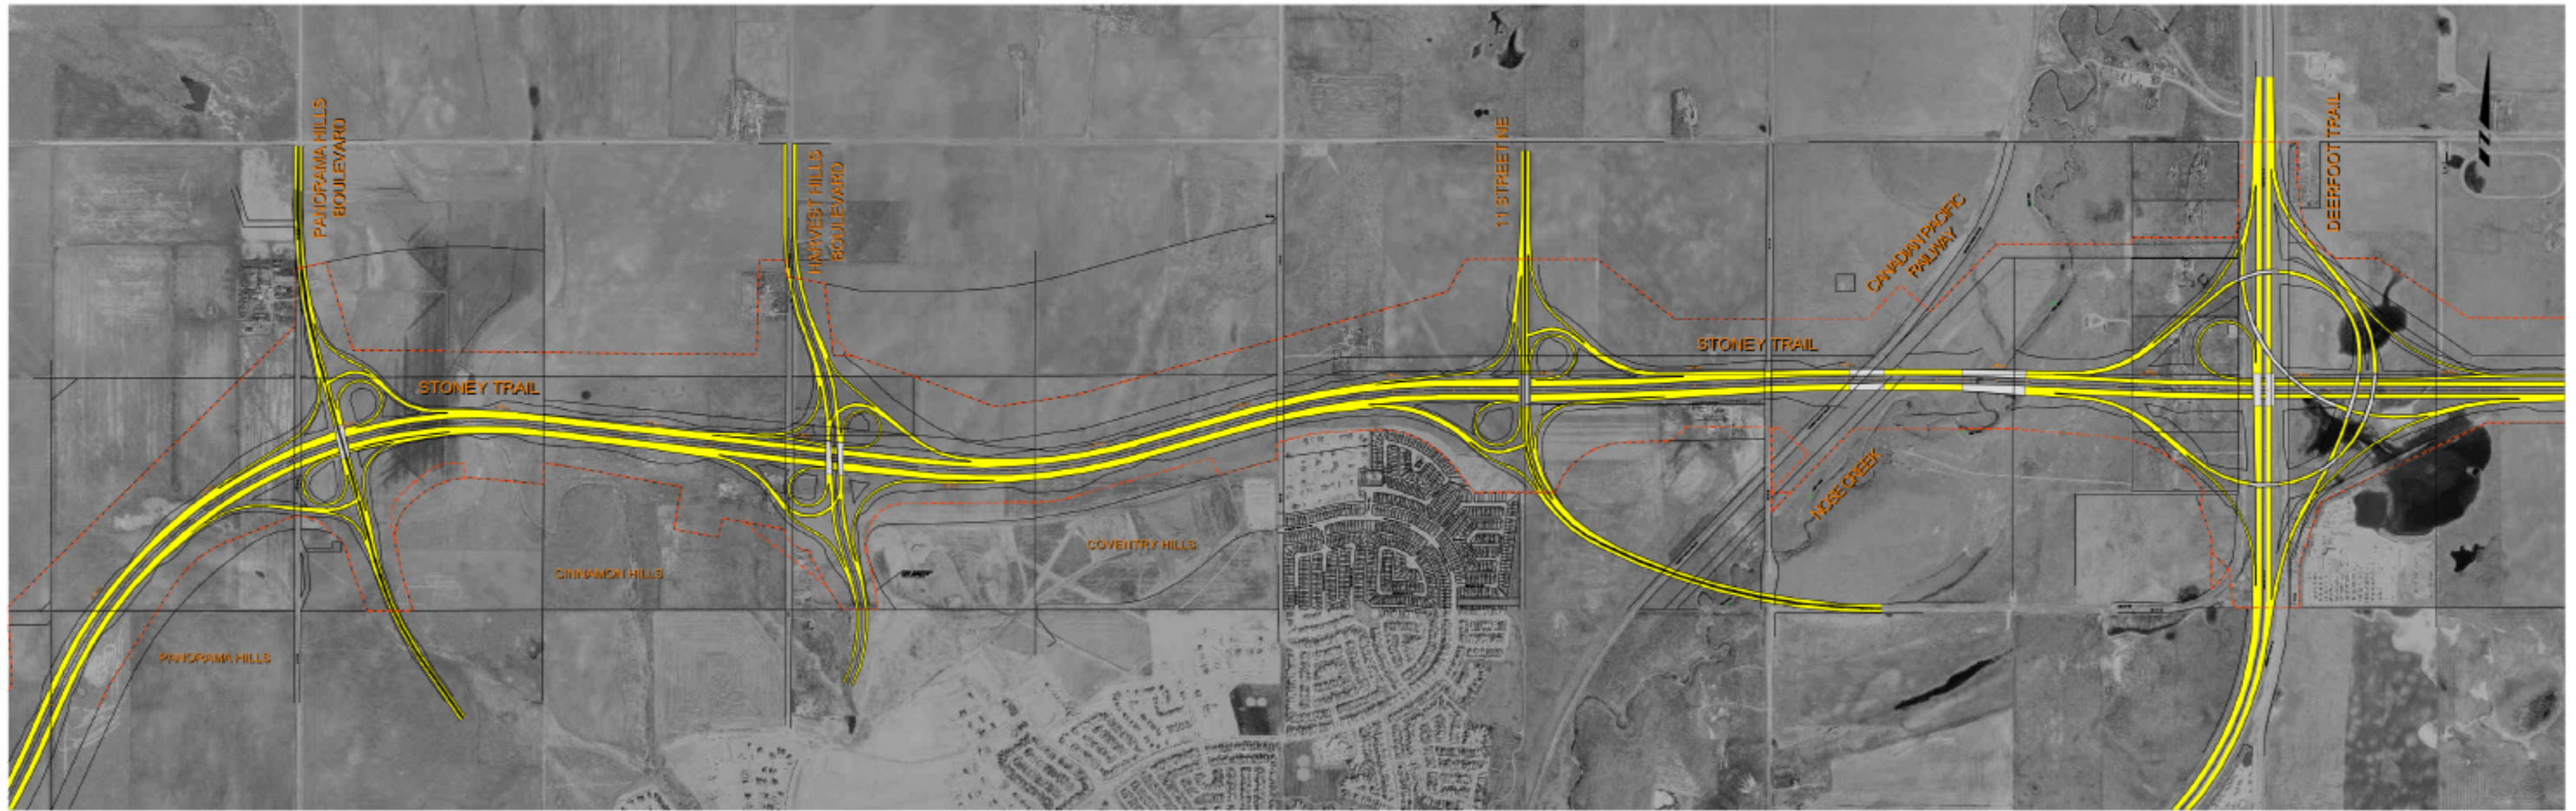 PANORAMA HILLS
BOULEVARD
HARVEST HILLS
BOULEVARD
11 STREET NE
CANADIAN PACIFIC
RAILWAY
DEERFOOT TRAIL
STONEY TRAIL
STONEY TRAIL
NOSE CREEK
COVENTRY HILLS
CINNAMON HILLS
PANORAMA HILLS